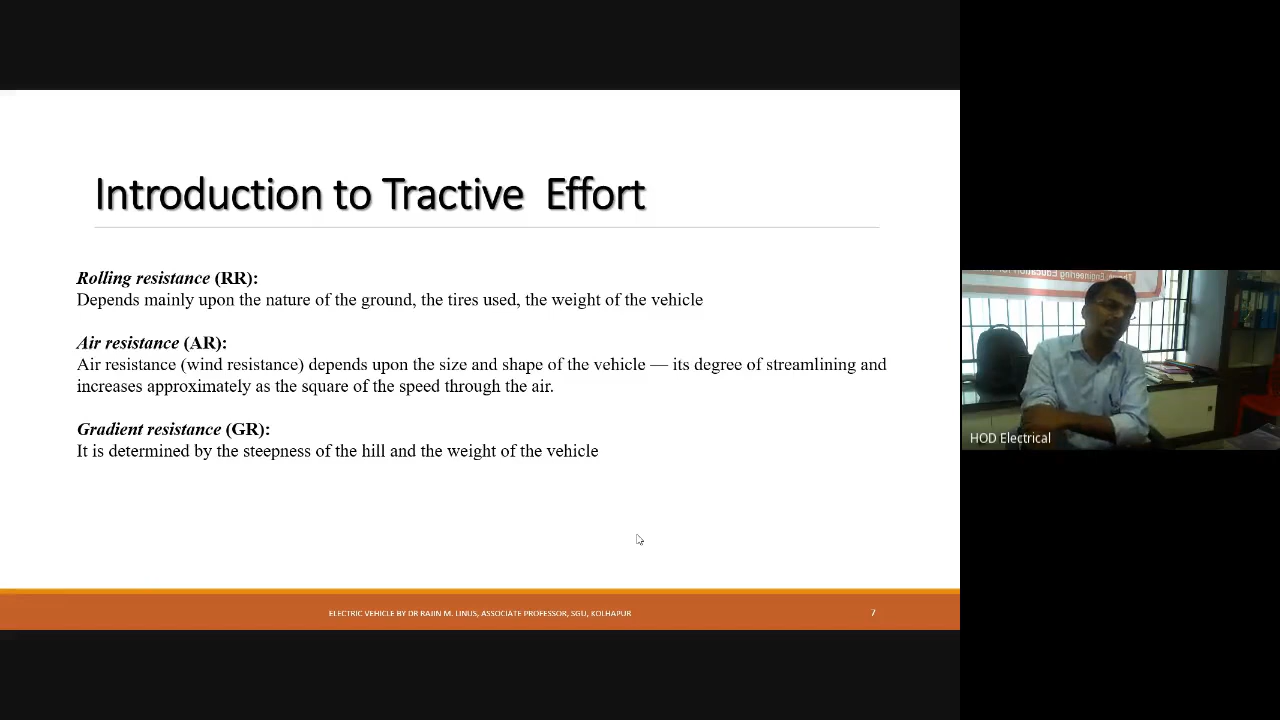 Introduction to Tractive Effort
Rolling resistance (RR):
Depends mainly upon the nature of the ground, the tires used, the weight of the vehicle
Air resistance (AR):
Air resistance (wind resistance) depends upon the size and shape of the vehicle — its degree of streamlining and
increases approximately as the square of the speed through the air.
Gradient resistance (GR):
It is determined by the steepness of the hill and the weight of the vehicle
ELECTRIC VEHICLE BY DR RAJIN M. LINUS, ASSOCIATE PROFESSOR, SGU, KOLHAPUR
7
HOD Electrical